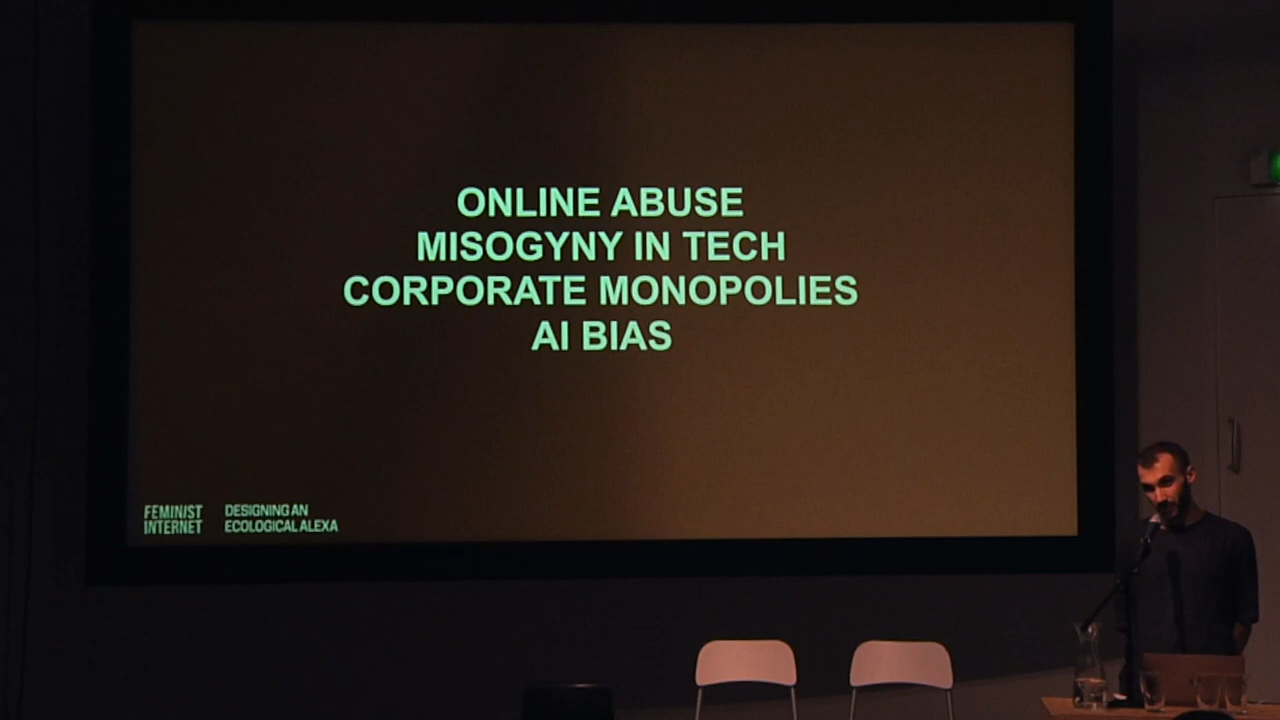 ONLINE ABUSE
MISOGYNY IN TECH
CORPORATE MONOPOLIES
AI BIAS
FEMINIST
INTERNET
DESIGNING AN
ECOLOGICAL ALEXA